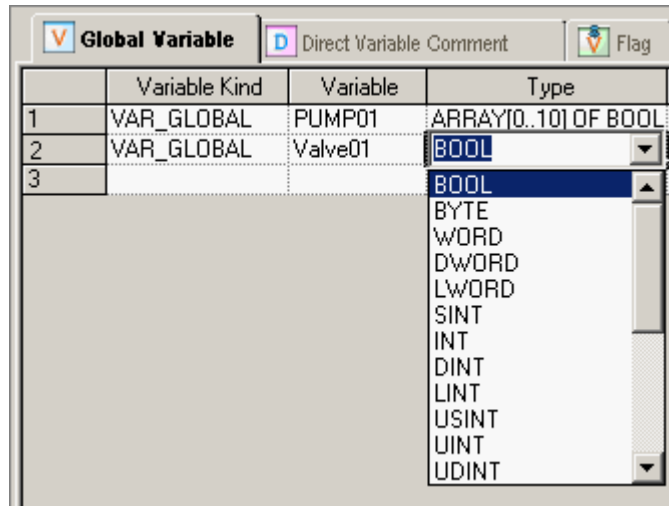 V Global Variable D Direct Variable Comment V Flag
Variable Kind Variable Type
1 VAR_GLOBAL PUMP01 ARRAY[0..10] OF BOOL
2 VAR_GLOBAL Valve01 BOOL
3 BOOL
BYTE
WORD
DWORD
LWORD
SINT
INT
DINT
LINT
USINT
UINT
UDINT